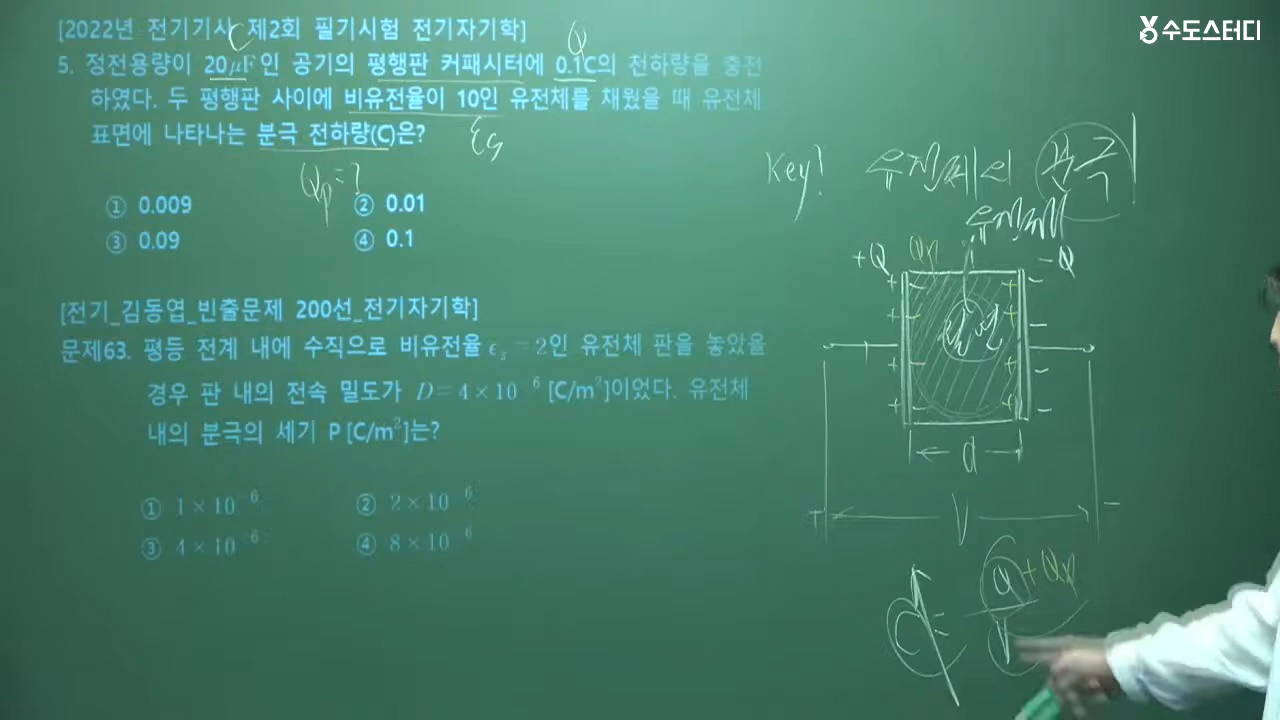 수도스터디
[2022년 전기기사 제2회 필기시험 전기자기학]
C
Q
5. 정전용량이 20μF인 공기의 평행판 커패시터에 0.1C의 전하량을 충전
하였다. 두 평행판 사이에 비유전율이 10인 유전체를 채웠을 때 유전체
표면에 나타나는 분극 전하량(C)은?
εs
Qp=?
① 0.009 ② 0.01
③ 0.09 ④ 0.1
[전기_김동엽_빈출문제 200선_전기자기학]
문제63. 평등 전계 내에 수직으로 비유전율 ϵs = 2인 유전체 판을 놓았을
경우 판 내의 전속 밀도가 D = 4×10⁻⁶ [C/m²]이었다. 유전체
내의 분극의 세기 P [C/m²]는?
① 1×10⁻⁶ ② 2×10⁻⁶
③ 4×10⁻⁶ ④ 8×10⁻⁶
Key! 유전체의 분극
유전체
+Q Qp -Q
d
+ V -
C = Q + Qp
V